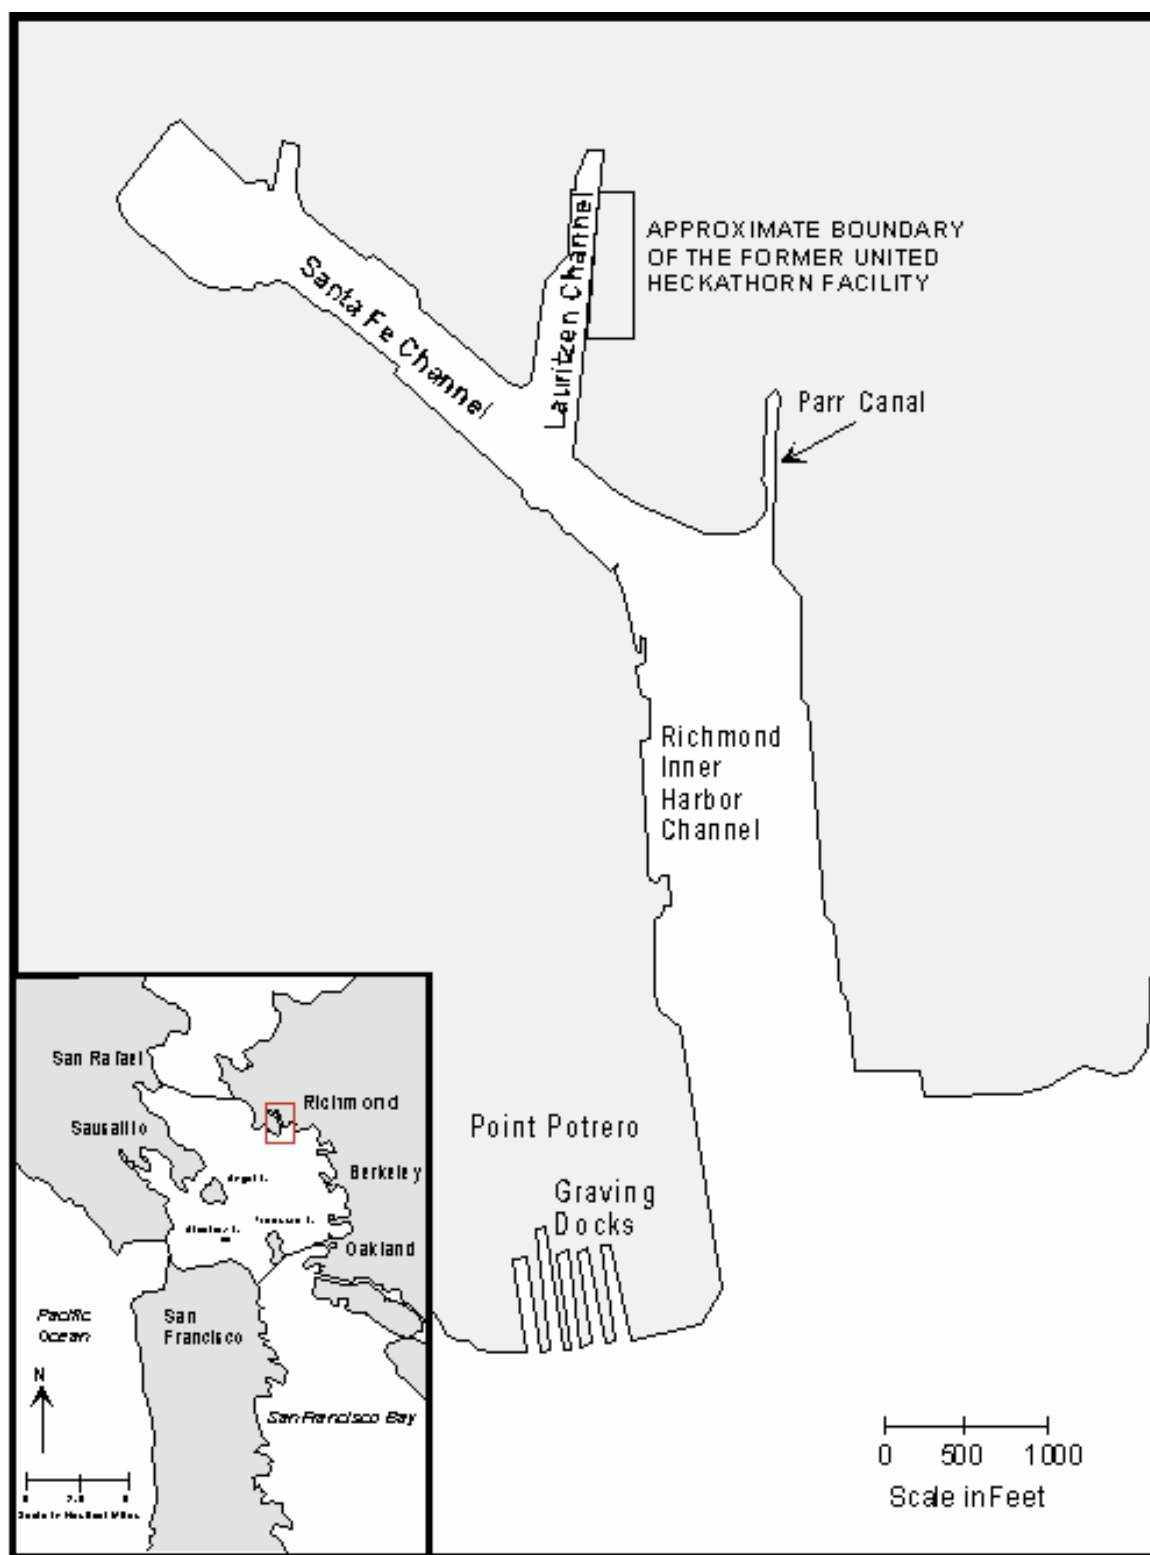 APPROXIMATE BOUNDARY
OF THE FORMER UNITED
HECKATHORN FACILITY
Santa Fe Channel
Lauritzen Channel
Parr Canal
Richmond
Inner
Harbor
Channel
Point Potrero
Graving
Docks
0 500 1000
Scale in Feet
San Rafael
Richmond
Sausalito
Berkeley
Oakland
Pacific
Ocean
San
Francisco
N
San Francisco Bay